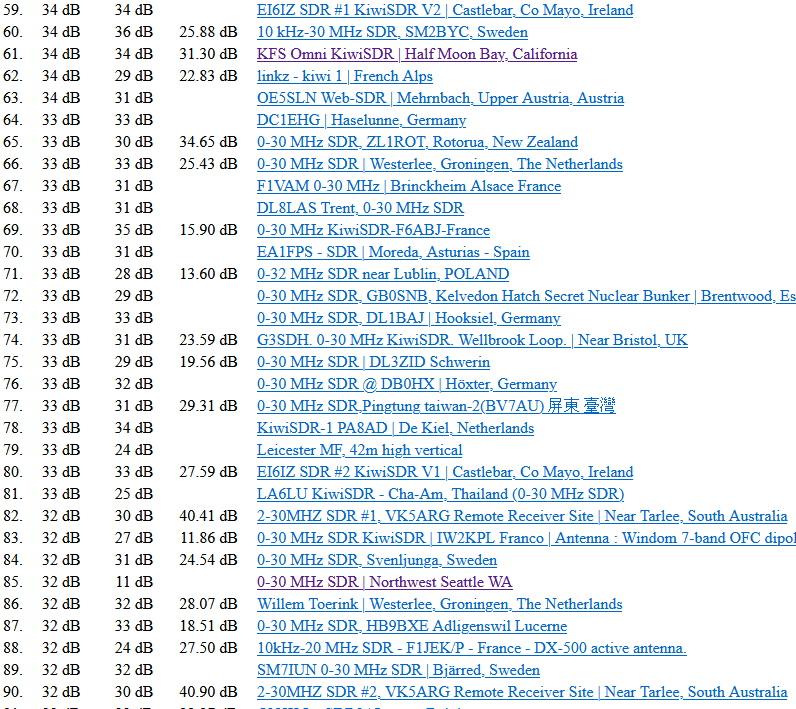 59. 34 dB 34 dB EI6IZ SDR #1 KiwiSDR V2 | Castlebar, Co Mayo, Ireland
60. 34 dB 36 dB 25.88 dB 10 kHz-30 MHz SDR, SM2BYC, Sweden
61. 34 dB 34 dB 31.30 dB KFS Omni KiwiSDR | Half Moon Bay, California
62. 34 dB 29 dB 22.83 dB linkz - kiwi 1 | French Alps
63. 34 dB 31 dB OE5SLN Web-SDR | Mehrnbach, Upper Austria, Austria
64. 33 dB 33 dB DC1EHG | Haselunne, Germany
65. 33 dB 30 dB 34.65 dB 0-30 MHz SDR, ZL1ROT, Rotorua, New Zealand
66. 33 dB 33 dB 25.43 dB 0-30 MHz SDR | Westerlee, Groningen, The Netherlands
67. 33 dB 31 dB F1VAM 0-30 MHz | Brinckheim Alsace France
68. 33 dB 31 dB DL8LAS Trent, 0-30 MHz SDR
69. 33 dB 35 dB 15.90 dB 0-30 MHz KiwiSDR-F6ABJ-France
70. 33 dB 31 dB EA1FPS - SDR | Moreda, Asturias - Spain
71. 33 dB 28 dB 13.60 dB 0-32 MHz SDR near Lublin, POLAND
72. 33 dB 29 dB 0-30 MHz SDR, GB0SNB, Kelvedon Hatch Secret Nuclear Bunker | Brentwood, Es
73. 33 dB 33 dB 0-30 MHz SDR, DL1BAJ | Hooksiel, Germany
74. 33 dB 31 dB 23.59 dB G3SDH. 0-30 MHz KiwiSDR. Wellbrook Loop. | Near Bristol, UK
75. 33 dB 29 dB 19.56 dB 0-30 MHz SDR | DL3ZID Schwerin
76. 33 dB 32 dB 0-30 MHz SDR @ DB0HX | Höxter, Germany
77. 33 dB 31 dB 29.31 dB 0-30 MHz SDR,Pingtung taiwan-2(BV7AU) 屏東 臺灣
78. 33 dB 34 dB KiwiSDR-1 PA8AD | De Kiel, Netherlands
79. 33 dB 24 dB Leicester MF, 42m high vertical
80. 33 dB 33 dB 27.59 dB EI6IZ SDR #2 KiwiSDR V1 | Castlebar, Co Mayo, Ireland
81. 33 dB 25 dB LA6LU KiwiSDR - Cha-Am, Thailand (0-30 MHz SDR)
82. 32 dB 30 dB 40.41 dB 2-30MHZ SDR #1, VK5ARG Remote Receiver Site | Near Tarlee, South Australia
83. 32 dB 27 dB 11.86 dB 0-30 MHz SDR KiwiSDR | IW2KPL Franco | Antenna : Windom 7-band OFC dipol
84. 32 dB 31 dB 24.54 dB 0-30 MHz SDR, Svenljunga, Sweden
85. 32 dB 11 dB 0-30 MHz SDR | Northwest Seattle WA
86. 32 dB 32 dB 28.07 dB Willem Toerink | Westerlee, Groningen, The Netherlands
87. 32 dB 33 dB 18.51 dB 0-30 MHz SDR, HB9BXE Adligenswil Lucerne
88. 32 dB 24 dB 27.50 dB 10kHz-20 MHz SDR - F1JEK/P - France - DX-500 active antenna.
89. 32 dB 32 dB SM7IUN 0-30 MHz SDR | Bjärred, Sweden
90. 32 dB 30 dB 40.90 dB 2-30MHZ SDR #2, VK5ARG Remote Receiver Site | Near Tarlee, South Australia